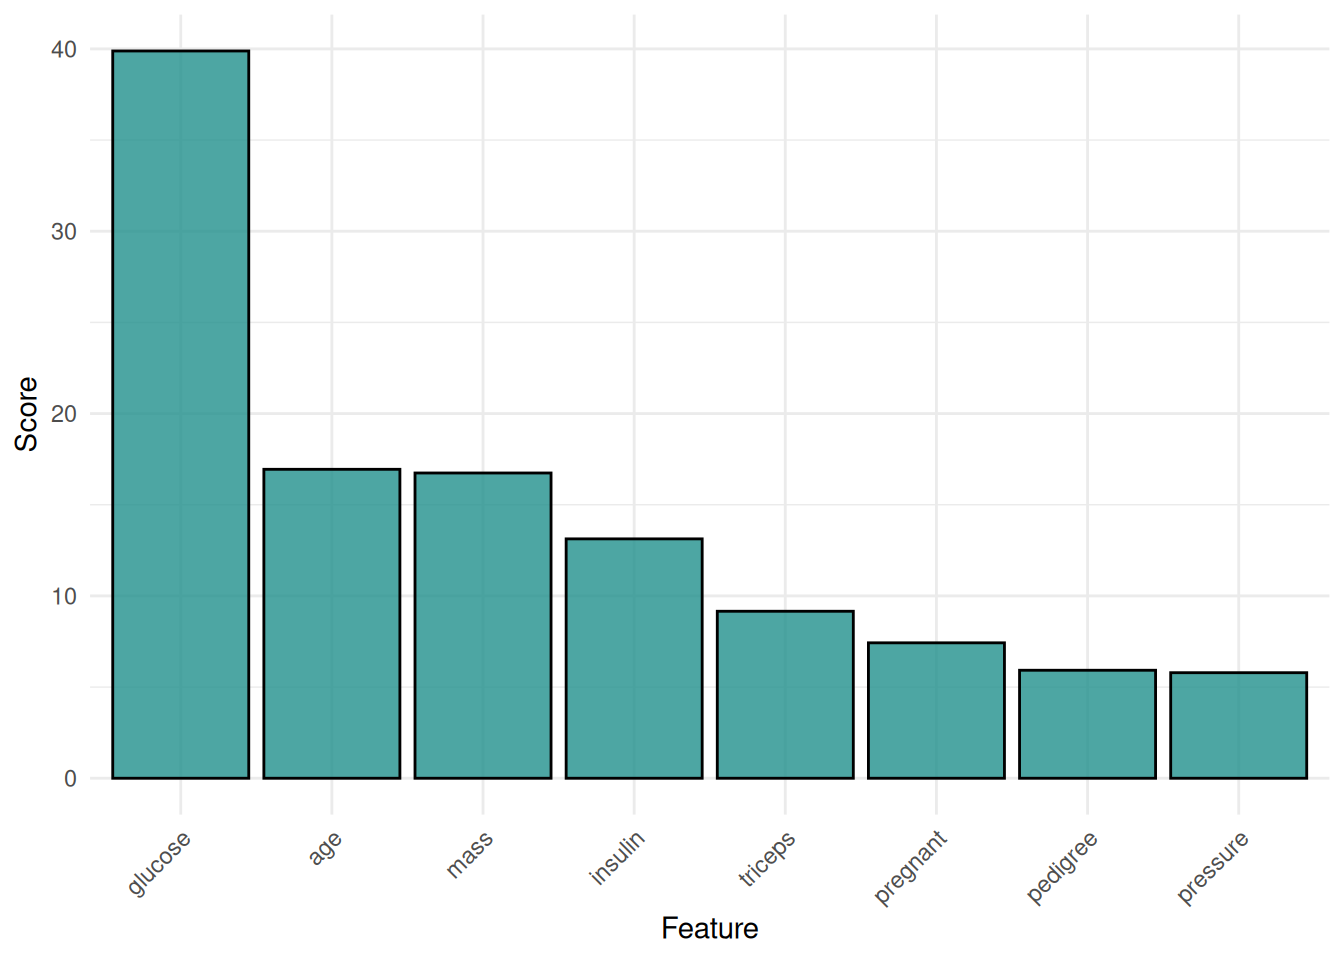 40
30
20
10
0
Score
glucose
age
mass
insulin
triceps
pregnant
pedigree
pressure
Feature